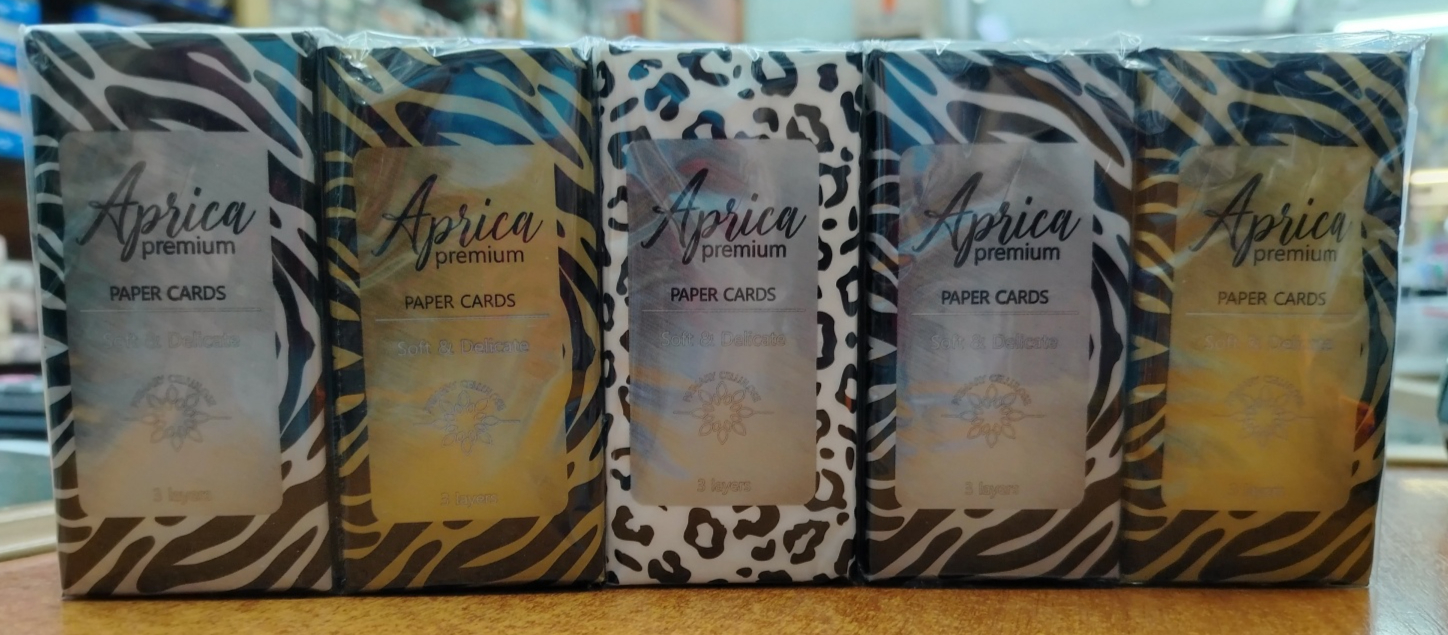 Aprica
premium
PAPER CARDS
Soft & Delicate
3 layers
Aprica
premium
PAPER CARDS
Soft & Delicate
3 layers
Aprica
premium
PAPER CARDS
Soft & Delicate
3 layers
Aprica
premium
PAPER CARDS
Soft & Delicate
3 layers
Aprica
premium
PAPER CARDS
Soft & Delicate